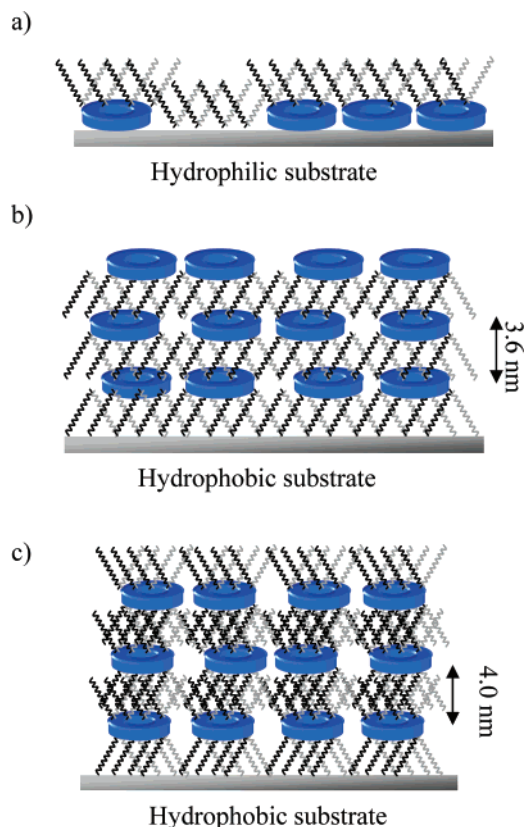 a)
Hydrophilic substrate
b)
3.6 nm
Hydrophobic substrate
c)
4.0 nm
Hydrophobic substrate